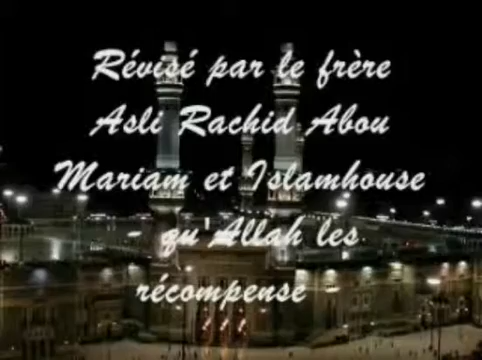 Révisé par le frère
Asli Rachid Abou
Mariam et Islamhouse
- qu'Allah les
récompense -